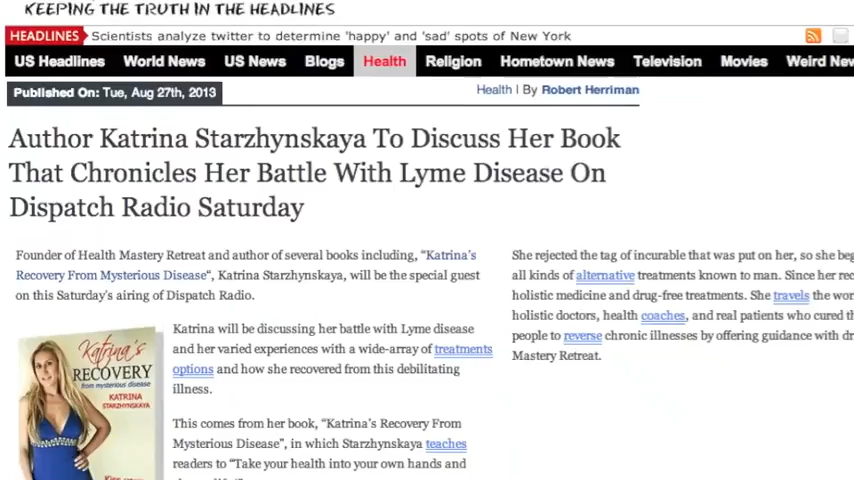 KEEPING THE TRUTH IN THE HEADLINES
HEADLINES Scientists analyze twitter to determine 'happy' and 'sad' spots of New York
US Headlines World News US News Blogs Health Religion Hometown News Television Movies Weird
Published On: Tue, Aug 27th, 2013
Health | By Robert Herriman
Author Katrina Starzhynskaya To Discuss Her Book
That Chronicles Her Battle With Lyme Disease On
Dispatch Radio Saturday
Founder of Health Mastery Retreat and author of several books including, “Katrina's
Recovery From Mysterious Disease“, Katrina Starzhynskaya, will be the special guest
on this Saturday's airing of Dispatch Radio.
Katrina's
RECOVERY
from mysterious disease
KATRINA
STARZHYNSKAYA
Katrina will be discussing her battle with Lyme disease
and her varied experiences with a wide-array of treatments
options and how she recovered from this debilitating
illness.
This comes from her book, “Katrina's Recovery From
Mysterious Disease”, in which Starzhynskaya teaches
readers to “Take your health into your own hands and
She rejected the tag of incurable that was put on her, so she
all kinds of alternative treatments known to man. Since her
holistic medicine and drug-free treatments. She travels the
holistic doctors, health coaches, and real patients who cured
people to reverse chronic illnesses by offering guidance with
Mastery Retreat.